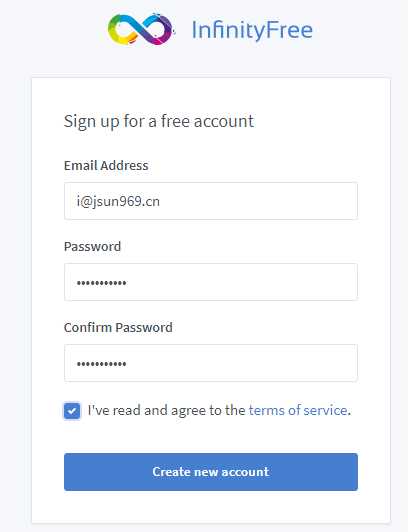 InfinityFree
Sign up for a free account
Email Address
i@jsun969.cn
Password
•••••••••••
Confirm Password
•••••••••••
I've read and agree to the terms of service.
Create new account